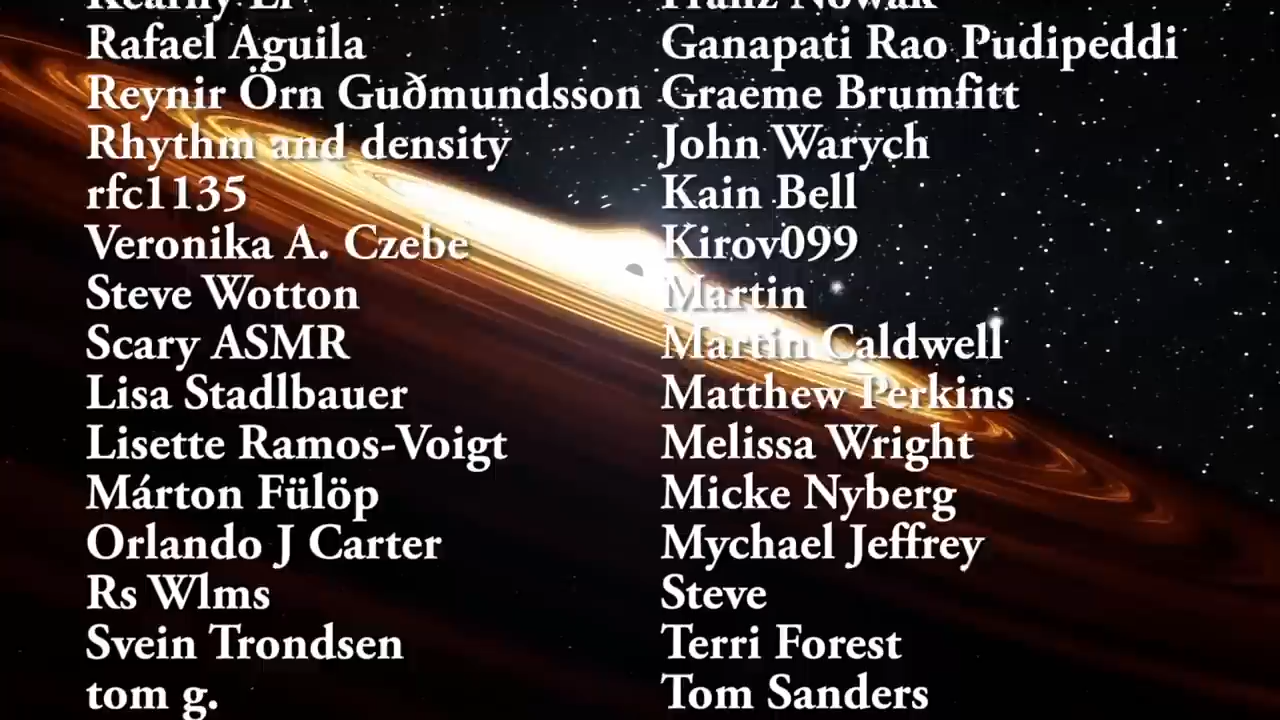 Rafael Aguila
Reynir Örn Guðmundsson
Rhythm and density
rfc1135
Veronika A. Czebe
Steve Wotton
Scary ASMR
Lisa Stadlbauer
Lisette Ramos-Voigt
Márton Fülöp
Orlando J Carter
Rs Wlms
Svein Trondsen
tom g.
Franz Nowak
Ganapati Rao Pudipeddi
Graeme Brumfitt
John Warych
Kain Bell
Kirov099
Martin
Martin Caldwell
Matthew Perkins
Melissa Wright
Micke Nyberg
Mychael Jeffrey
Steve
Terri Forest
Tom Sanders